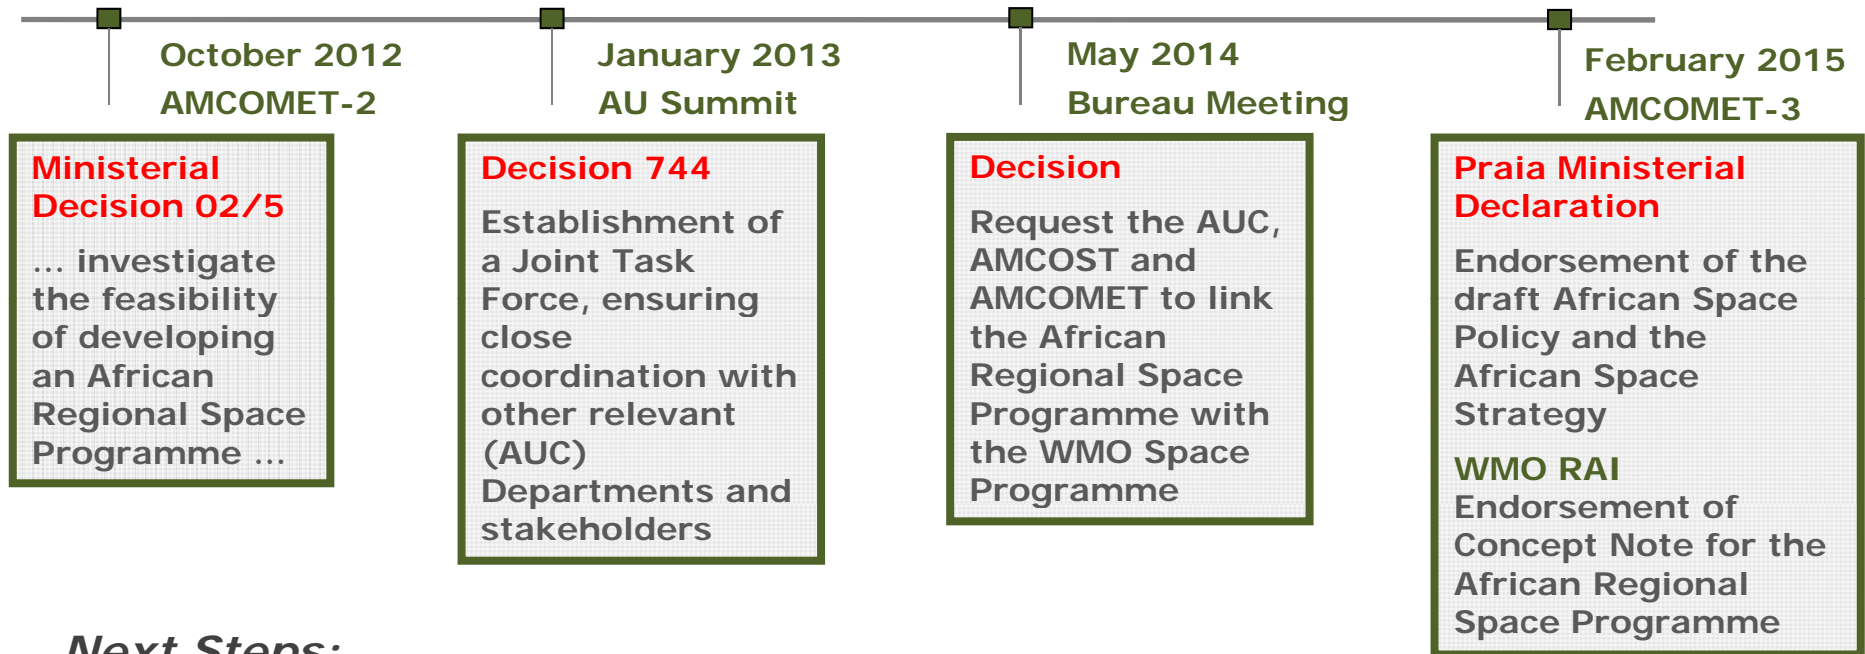 October 2012
AMCOMET-2
Ministerial
Decision 02/5
... investigate
the feasibility
of developing
an African
Regional Space
Programme ...
January 2013
AU Summit
Decision 744
Establishment of
a Joint Task
Force, ensuring
close
coordination with
other relevant
(AUC)
Departments and
stakeholders
May 2014
Bureau Meeting
Decision
Request the AUC,
AMCOST and
AMCOMET to link
the African
Regional Space
Programme with
the WMO Space
Programme
February 2015
AMCOMET-3
Praia Ministerial
Declaration
Endorsement of the
draft African Space
Policy and the
African Space
Strategy
WMO RAI
Endorsement of
Concept Note for the
African Regional
Space Programme
Next Steps: